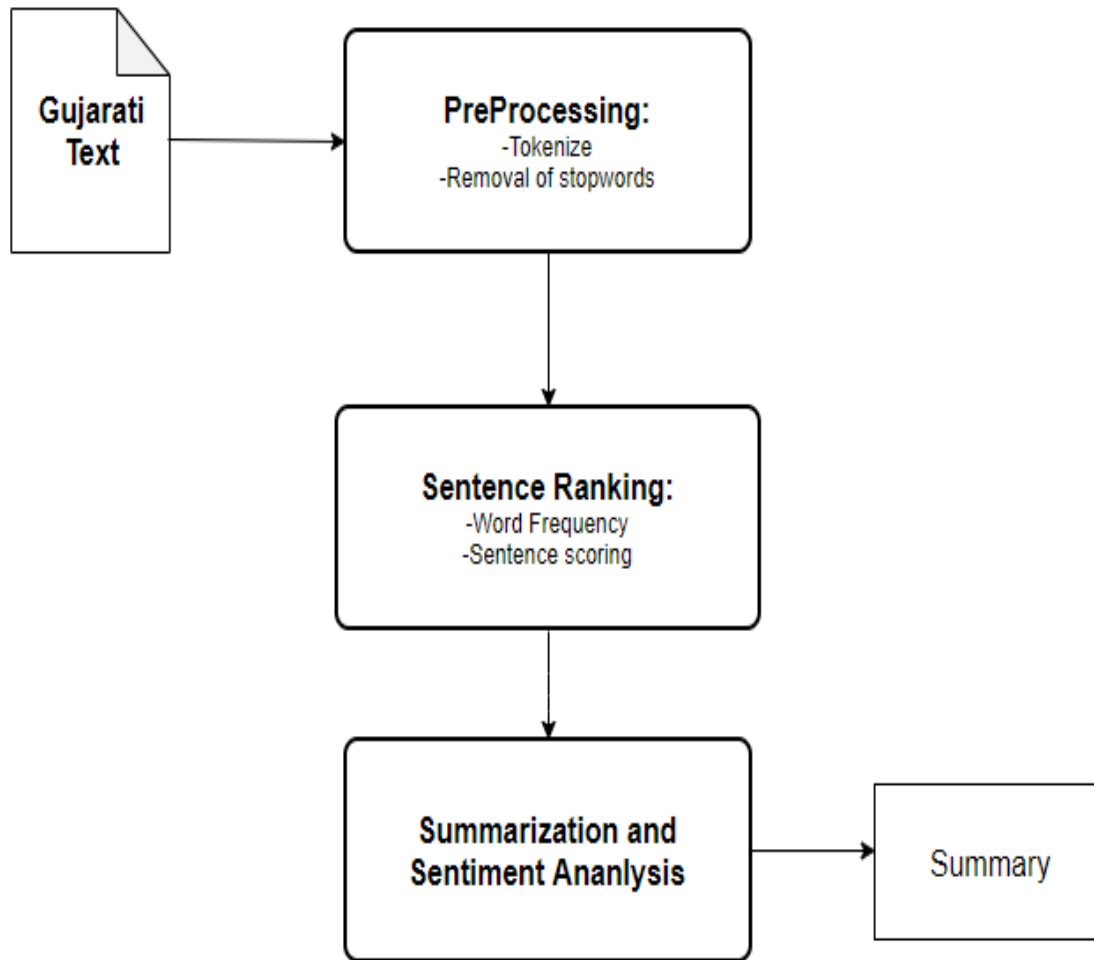 Gujarati
Text
PreProcessing:
-Tokenize
-Removal of stopwords
Sentence Ranking:
-Word Frequency
-Sentence scoring
Summarization and
Sentiment Ananlysis
Summary